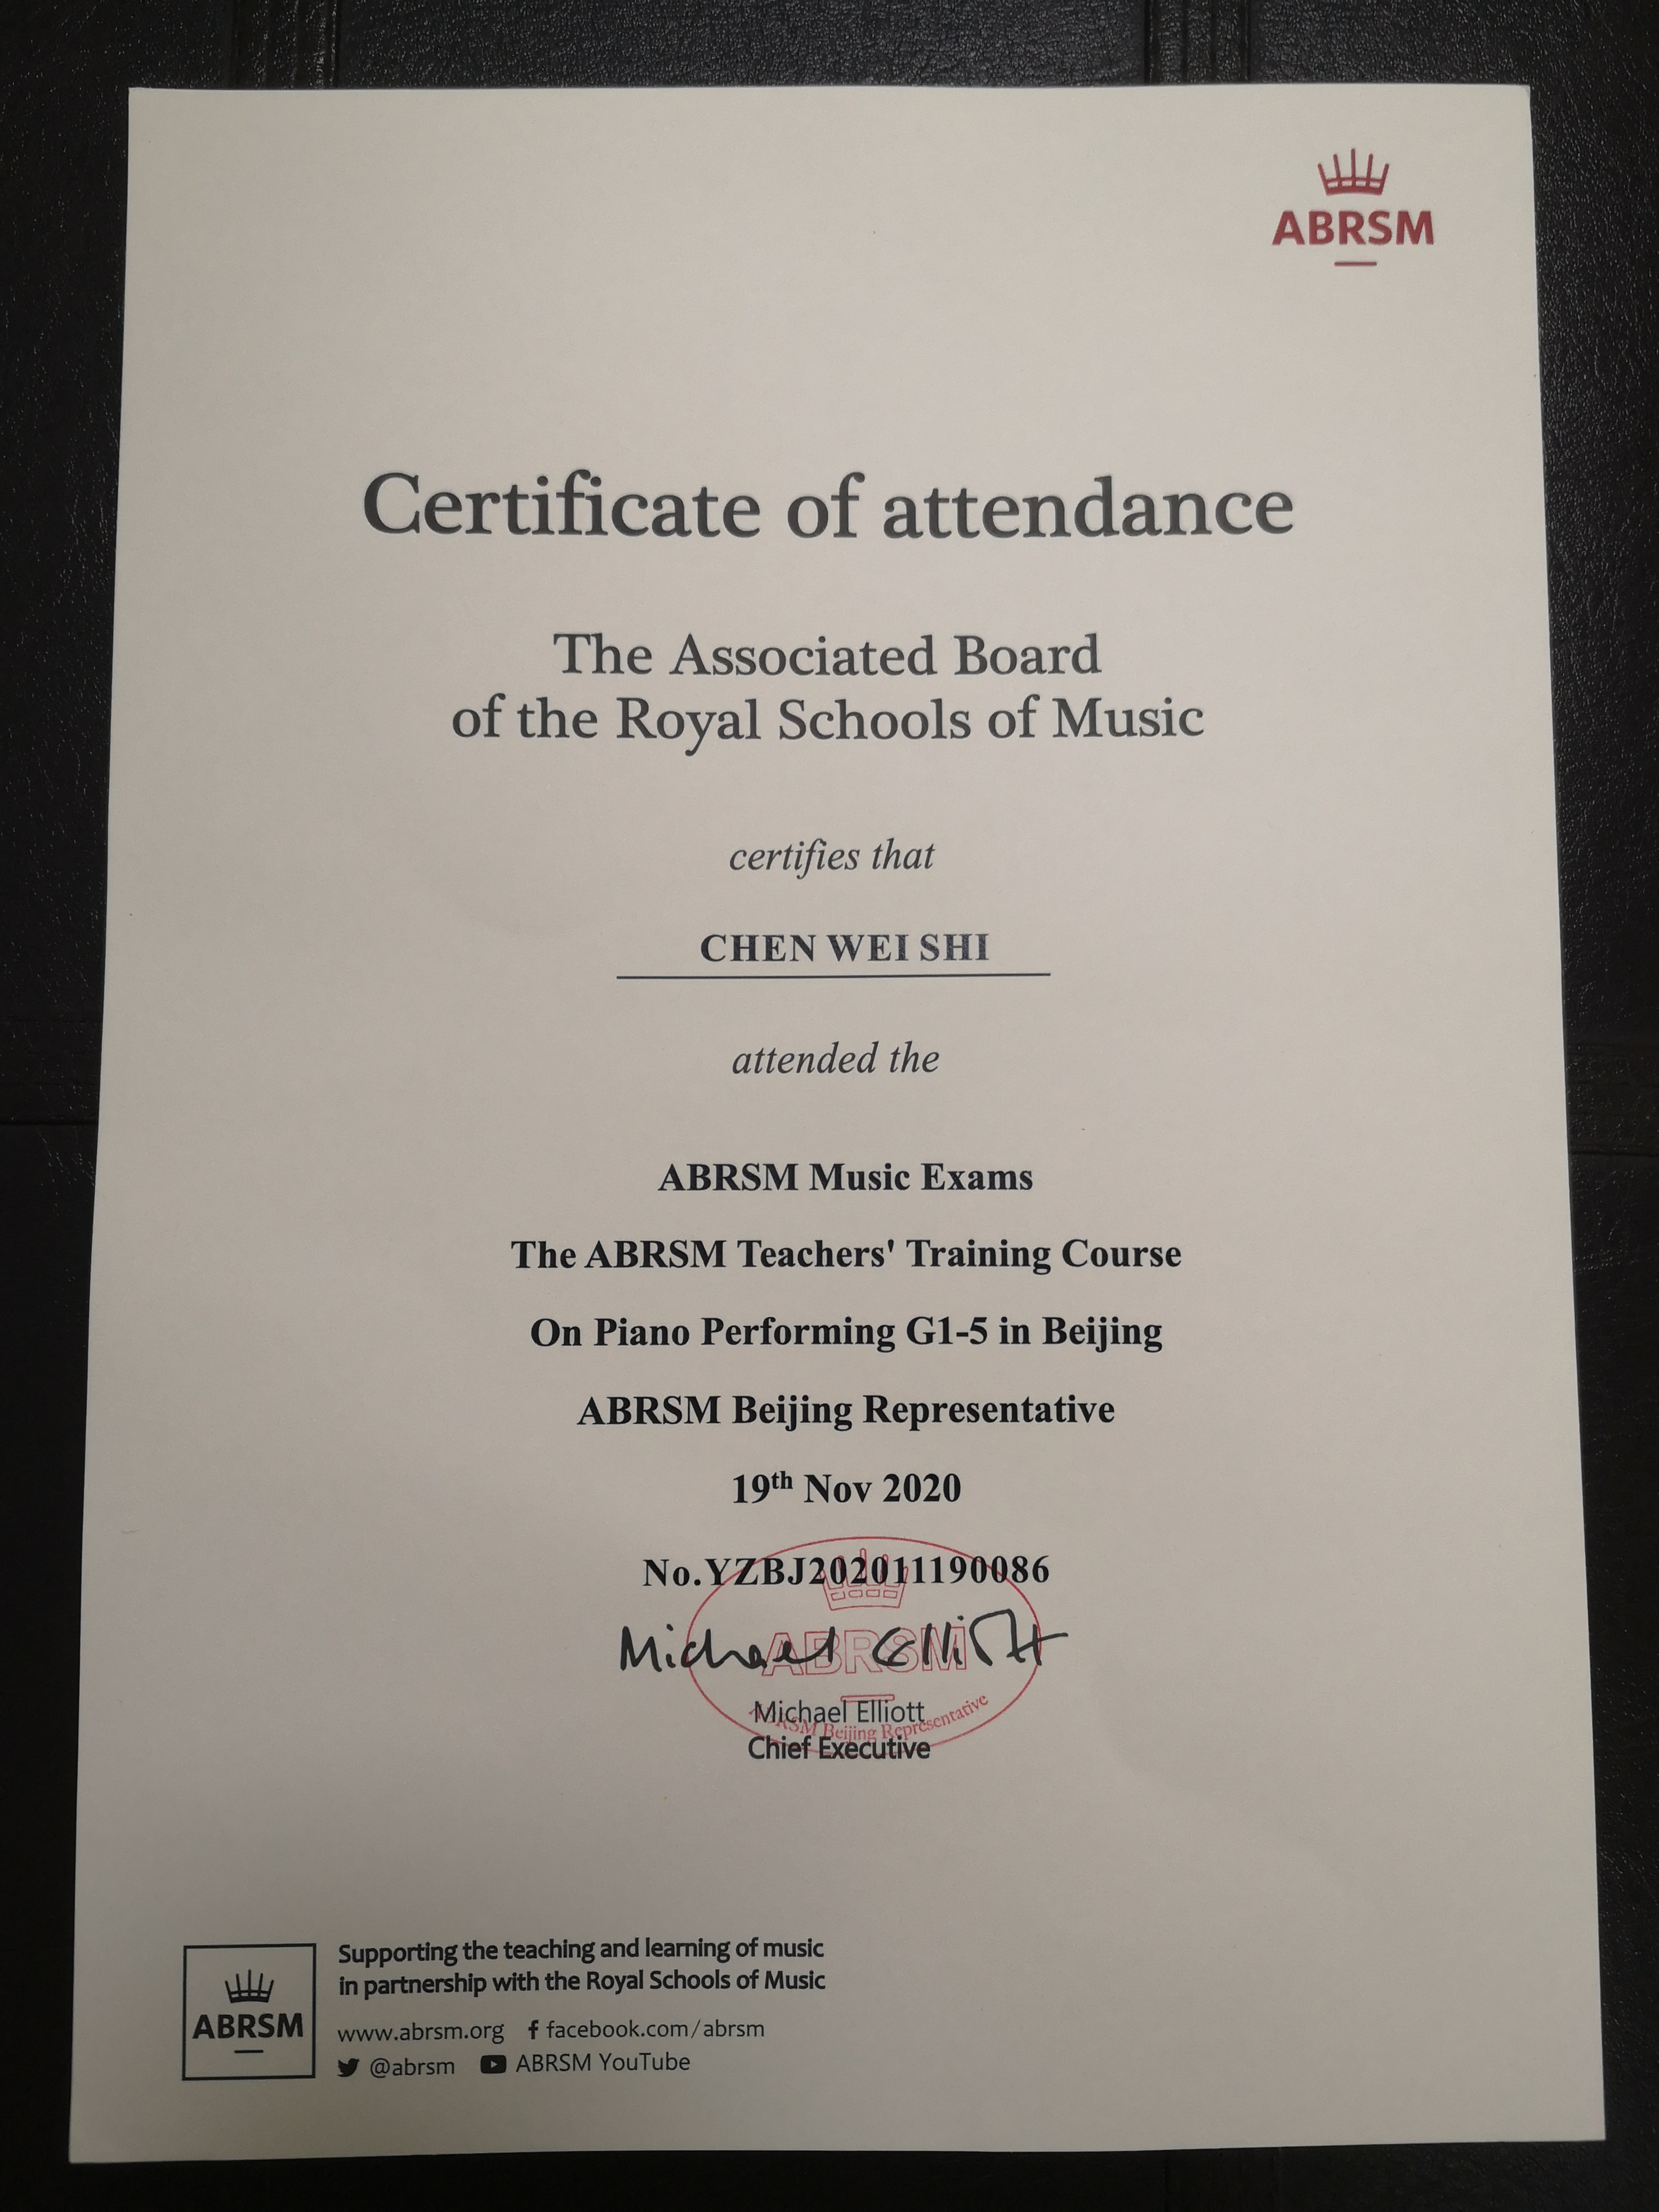 ABRSM
Certificate of attendance
The Associated Board
of the Royal Schools of Music
certifies that
CHEN WEI SHI
attended the
ABRSM Music Exams
The ABRSM Teachers' Training Course
On Piano Performing G1-5 in Beijing
ABRSM Beijing Representative
19th Nov 2020
No.YZBJ202011190086
Michael Elliott
ABRSM
Michael Elliott
ABRSM Beijing Representative
Chief Executive
Supporting the teaching and learning of music
in partnership with the Royal Schools of Music
ABRSM
www.abrsm.org facebook.com/abrsm
@abrsm ABRSM YouTube